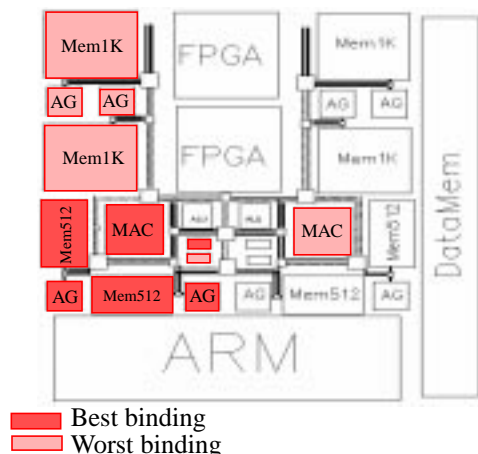 Mem1K
FPGA
Mem1K
AG
AG
AG
AG
Mem1K
FPGA
Mem1K
Mem512
MAC
MAC
Mem512
DataMem
AG
Mem512
AG
AG
Mem512
AG
ARM
Best binding
Worst binding